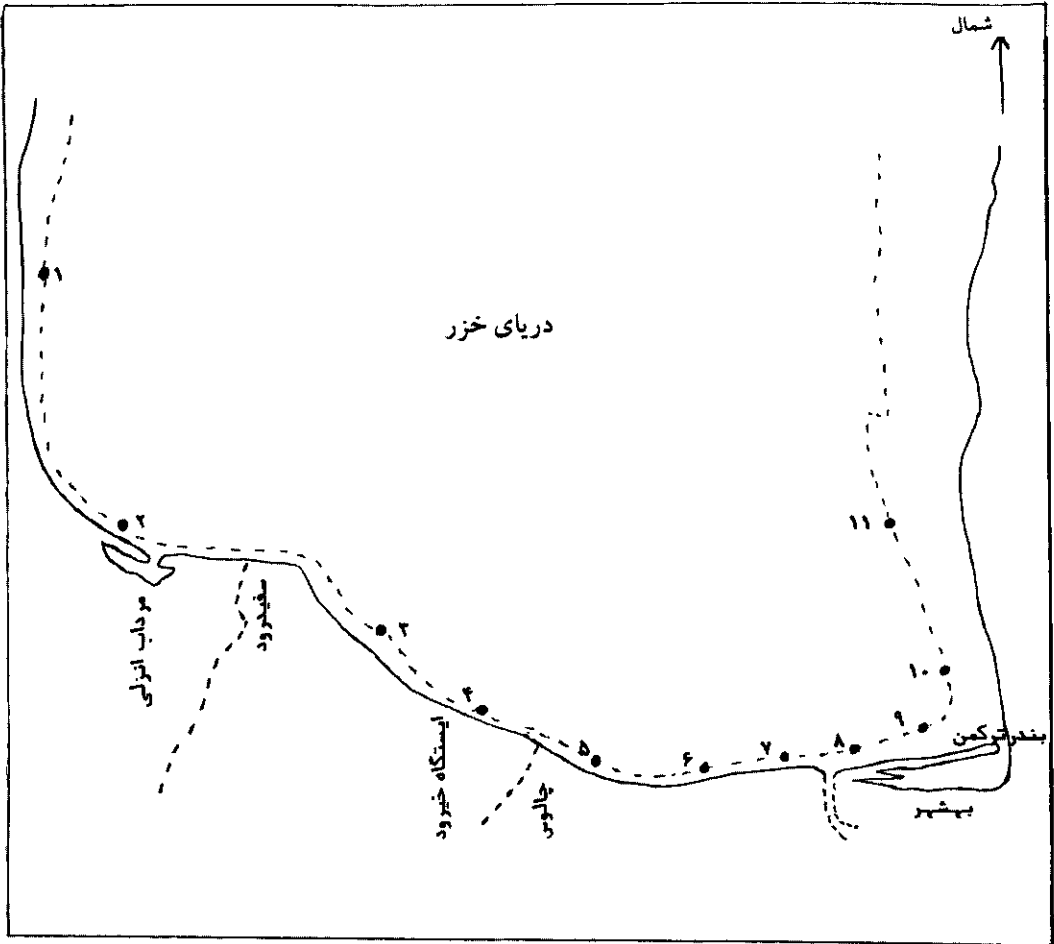 شمال
دریای خزر
۱
۲
۳
۴
۵
۶
۷
۸
۹
۱۰
۱۱
مرداب انزلی
سفیدرود
ایستگاه خیرود
چالوس
بندرترکمن
بهشهر